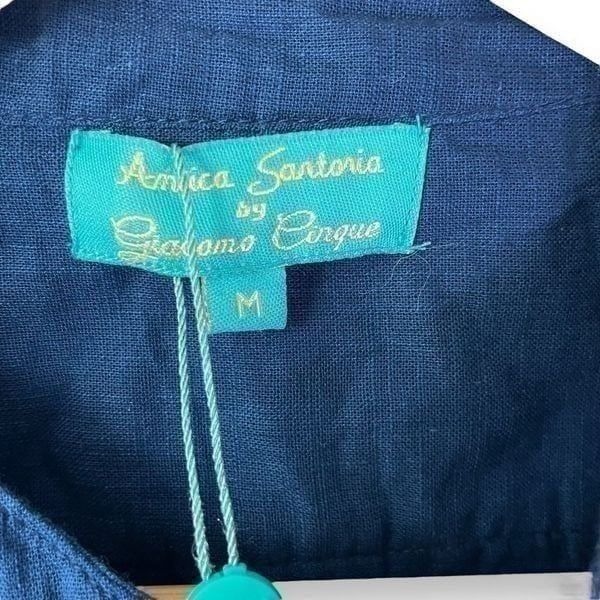 Antica Sartoria
by
Giacomo Cinque
M